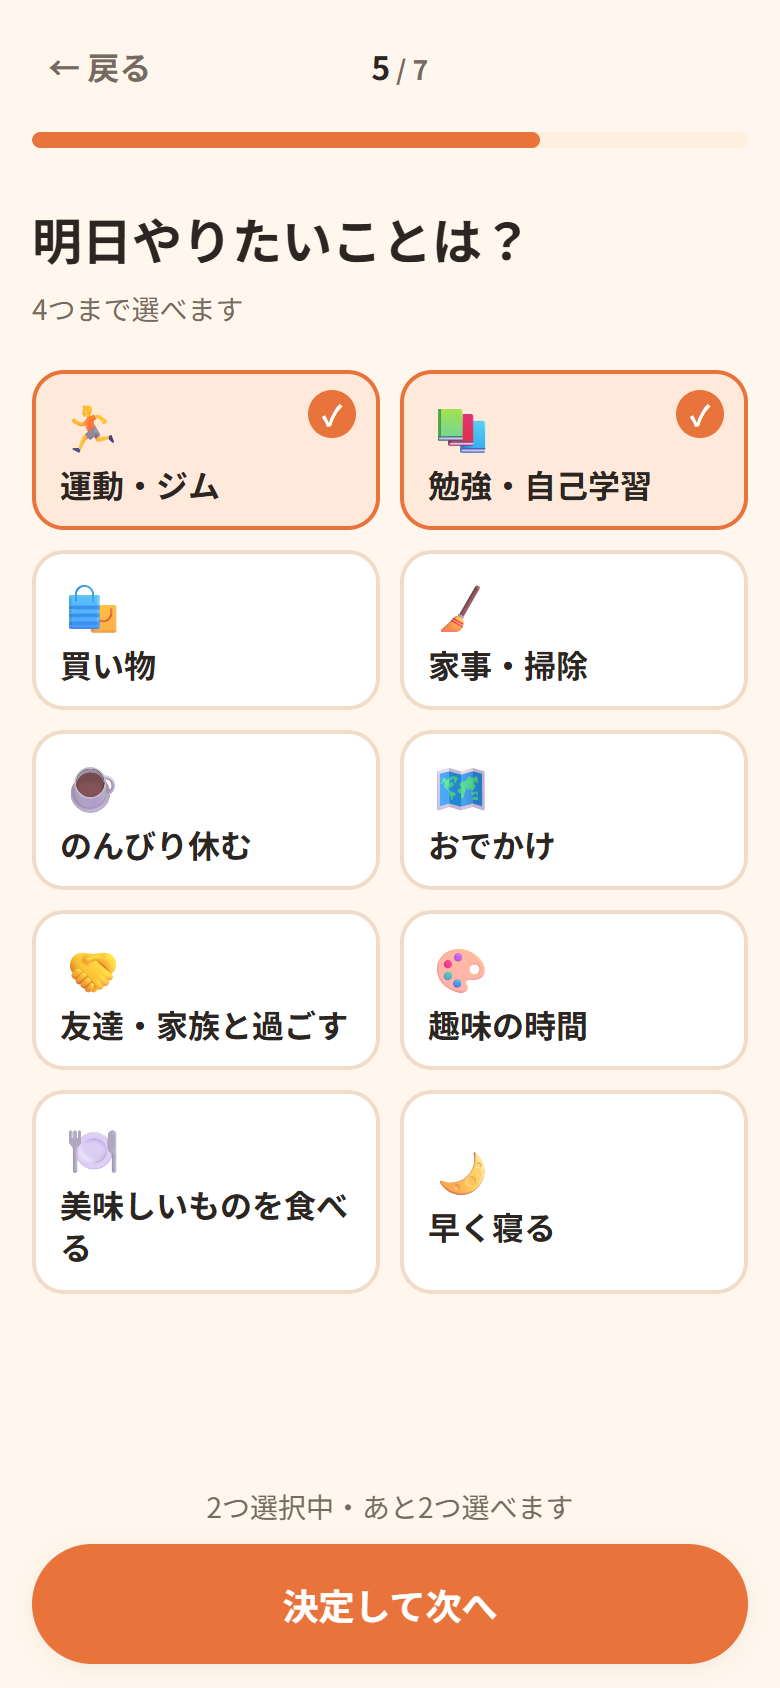 ← 戻る
5 / 7
明日やりたいことは？
4つまで選べます
運動・ジム
勉強・自己学習
買い物
家事・掃除
のんびり休む
おでかけ
友達・家族と過ごす
趣味の時間
美味しいものを食べ
る
早く寝る
2つ選択中・あと2つ選べます
決定して次へ